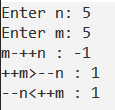 Enter n: 5
Enter m: 5
m-++n : -1
++m>--n : 1
--n<++m : 1